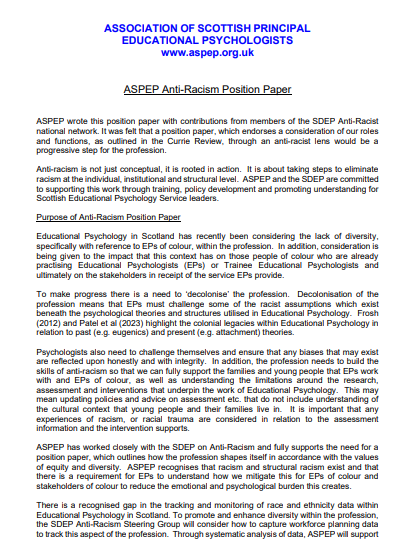 ASSOCIATION OF SCOTTISH PRINCIPAL
EDUCATIONAL PSYCHOLOGISTS
www.aspep.org.uk
ASPEP Anti-Racism Position Paper
ASPEP wrote this position paper with contributions from members of the SDEP Anti-Racist
national network. It was felt that a position paper, which endorses a consideration of our roles
and functions, as outlined in the Currie Review, through an anti-racist lens would be a
progressive step for the profession.
Anti-racism is not just conceptual, it is rooted in action. It is about taking steps to eliminate
racism at the individual, institutional and structural level. ASPEP and the SDEP are committed
to supporting this work through training, policy development and promoting understanding for
Scottish Educational Psychology Service leaders.
Purpose of Anti-Racism Position Paper
Educational Psychology in Scotland has recently been considering the lack of diversity,
specifically with reference to EPs of colour, within the profession. In addition, consideration is
being given to the impact that this context has on those people of colour who are already
practising Educational Psychologists (EPs) or Trainee Educational Psychologists and
ultimately on the stakeholders in receipt of the service EPs provide.
To make progress there is a need to 'decolonise' the profession. Decolonisation of the
profession means that EPs must challenge some of the racist assumptions which exist
beneath the psychological theories and structures utilised in Educational Psychology. Frosh
(2012) and Patel et al (2023) highlight the colonial legacies within Educational Psychology in
relation to past (e.g. eugenics) and present (e.g. attachment) theories.
Psychologists also need to challenge themselves and ensure that any biases that may exist
are reflected upon honestly and with integrity. In addition, the profession needs to build the
skills of anti-racism so that we can fully support the families and young people that EPs work
with and EPs of colour, as well as understanding the limitations around the research,
assessment and interventions that underpin the work of Educational Psychology. This may
mean updating policies and advice on assessment etc. that do not include understanding of
the cultural context that young people and their families live in. It is important that any
experiences of racism, or racial trauma are considered in relation to the assessment
information and the intervention supports.
ASPEP has worked closely with the SDEP on Anti-Racism and fully supports the need for a
position paper, which outlines how the profession shapes itself in accordance with the values
of equity and diversity. ASPEP recognises that racism and structural racism exist and that
there is a requirement for EPs to understand how we mitigate this for EPs of colour and
stakeholders of colour to reduce the emotional and psychological burden this creates.
There is a recognised gap in the tracking and monitoring of race and ethnicity data within
Educational Psychology in Scotland. To promote and enhance diversity within the profession,
the SDEP Anti-Racism Steering Group will consider how to capture workforce planning data
to track this aspect of the profession. Through systematic analysis of data, ASPEP will support